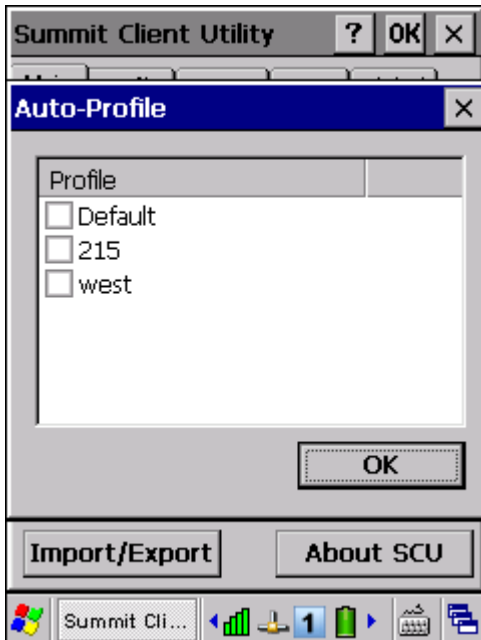 Summit Client Utility ? OK ×
Auto-Profile ×
Profile
Default
215
west
OK
Import/Export About SCU
Summit Cli... 1